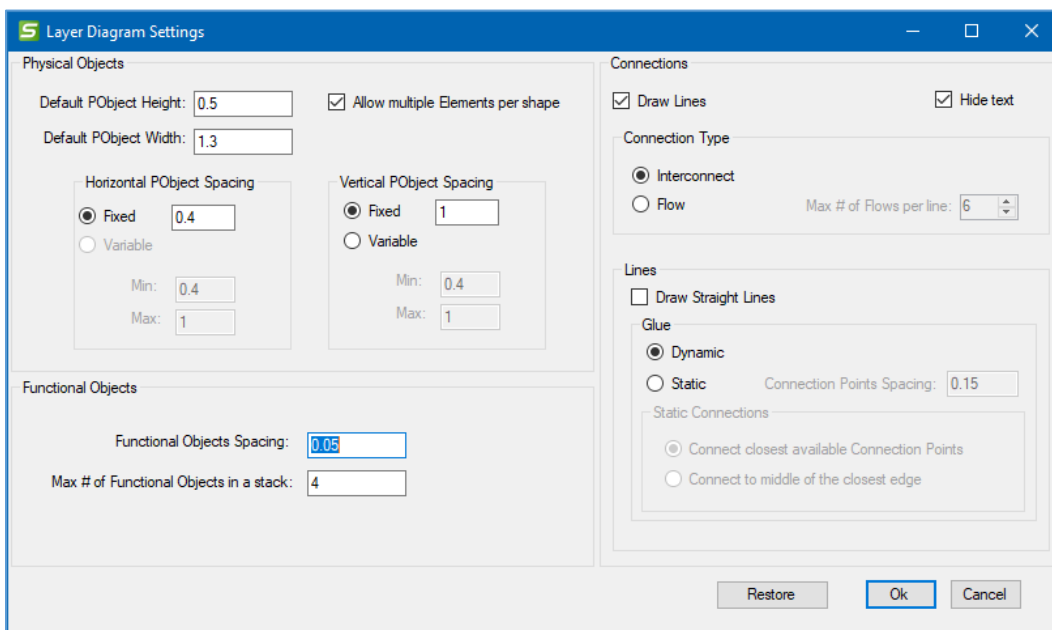 Layer Diagram Settings
Physical Objects
Default PObject Height: 0.5
Allow multiple Elements per shape
Default PObject Width: 1.3
Horizontal PObject Spacing
Fixed 0.4
Variable
Min: 0.4
Max: 1
Vertical PObject Spacing
Fixed 1
Variable
Min: 0.4
Max: 1
Functional Objects
Functional Objects Spacing: 0.05
Max # of Functional Objects in a stack: 4
Connections
Draw Lines
Hide text
Connection Type
Interconnect
Flow Max # of Flows per line: 6
Lines
Draw Straight Lines
Glue
Dynamic
Static Connection Points Spacing: 0.15
Static Connections
Connect closest available Connection Points
Connect to middle of the closest edge
Restore Ok Cancel